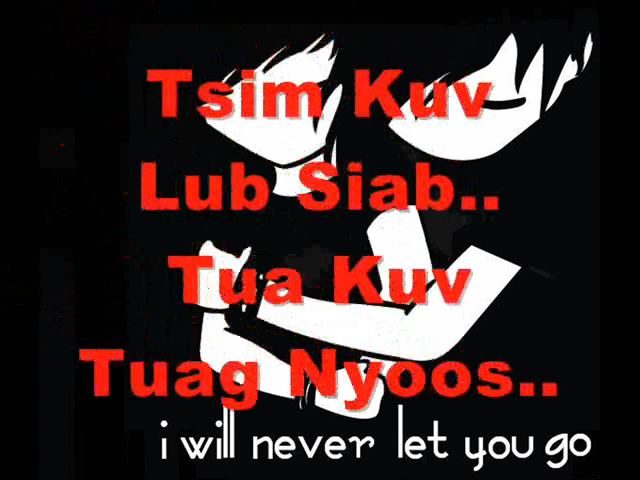 Tsim Kuv
Lub Siab..
Tua Kuv
Tuag Nyoos..
i will never let you go